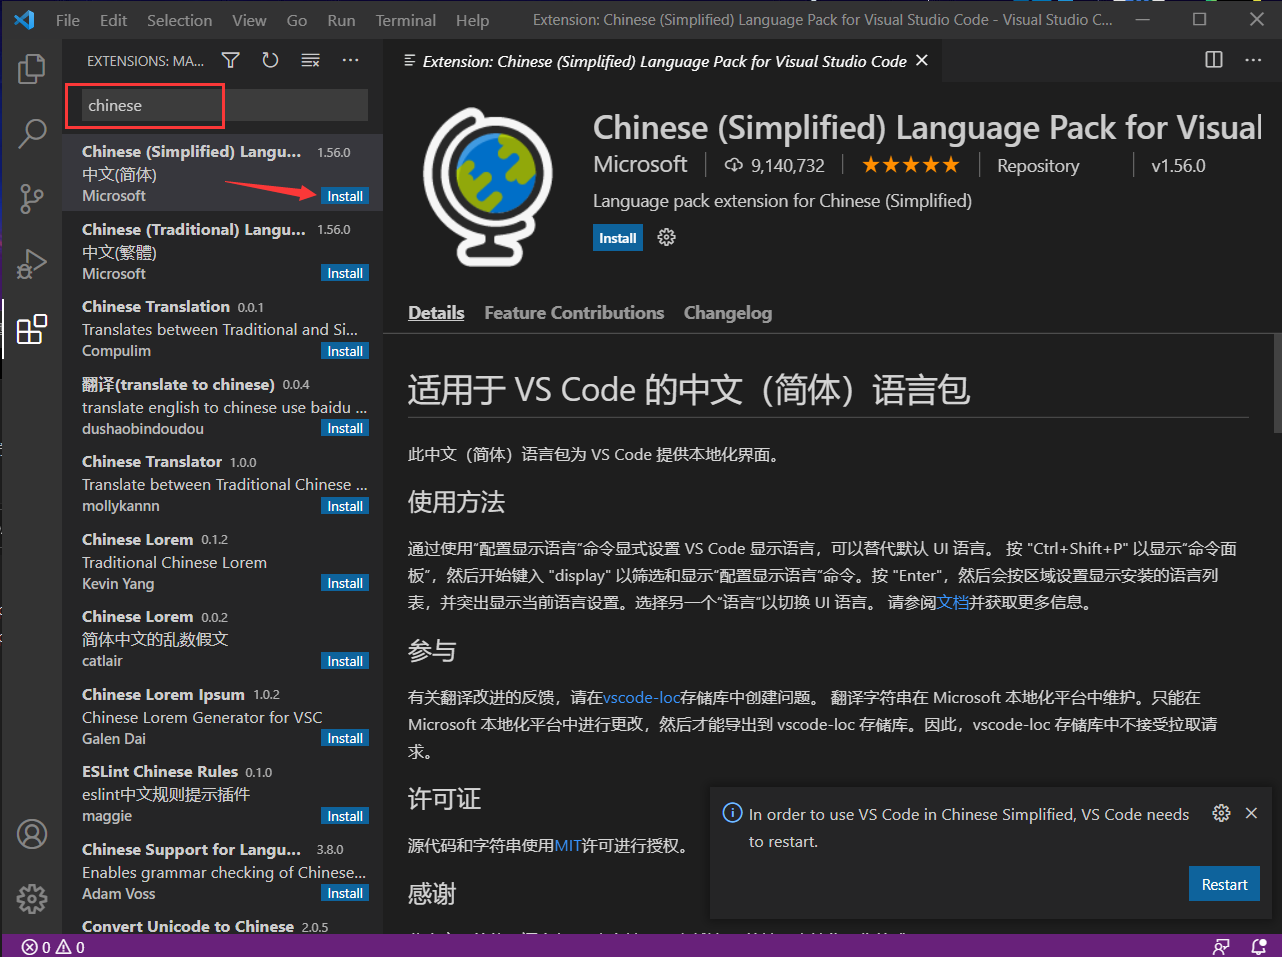 File Edit Selection View Go Run Terminal Help Extension: Chinese (Simplified) Language Pack for Visual Studio Code - Visual Studio C...
EXTENSIONS: MA...
Extension: Chinese (Simplified) Language Pack for Visual Studio Code
chinese
Chinese (Simplified) Langu... 1.56.0
中文(简体)
Microsoft Install
Chinese (Traditional) Langu... 1.56.0
中文(繁體)
Microsoft Install
Chinese Translation 0.0.1
Translates between Traditional and Si...
Compulim Install
翻译(translate to chinese) 0.0.4
translate english to chinese use baidu ...
dushaobindoudou Install
Chinese Translator 1.0.0
Translate between Traditional Chinese ...
mollykannn Install
Chinese Lorem 0.1.2
Traditional Chinese Lorem
Kevin Yang Install
Chinese Lorem 0.0.2
简体中文的乱数假文
catlair Install
Chinese Lorem Ipsum 1.0.2
Chinese Lorem Generator for VSC
Galen Dai Install
ESLint Chinese Rules 0.1.0
eslint中文规则提示插件
maggie Install
Chinese Support for Langu... 3.8.0
Enables grammar checking of Chinese...
Adam Voss Install
Convert Unicode to Chinese 2.0.5
Chinese (Simplified) Language Pack for Visual
Microsoft 9,140,732 Repository v1.56.0
Language pack extension for Chinese (Simplified)
Install
Details Feature Contributions Changelog
适用于 VS Code 的中文（简体）语言包
此中文（简体）语言包为 VS Code 提供本地化界面。
使用方法
通过使用“配置显示语言”命令显式设置 VS Code 显示语言，可以替代默认 UI 语言。 按 "Ctrl+Shift+P" 以显示“命令面
板”，然后开始键入 "display" 以筛选和显示“配置显示语言”命令。按 "Enter"，然后会按区域设置显示安装的语言列
表，并突出显示当前语言设置。选择另一个“语言”以切换 UI 语言。 请参阅文档并获取更多信息。
参与
有关翻译改进的反馈，请在vscode-loc存储库中创建问题。 翻译字符串在 Microsoft 本地化平台中维护。只能在
Microsoft 本地化平台中进行更改，然后才能导出到 vscode-loc 存储库。因此，vscode-loc 存储库中不接受拉取请
求。
许可证
源代码和字符串使用MIT许可进行授权。
感谢
In order to use VS Code in Chinese Simplified, VS Code needs
to restart.
Restart
0 0